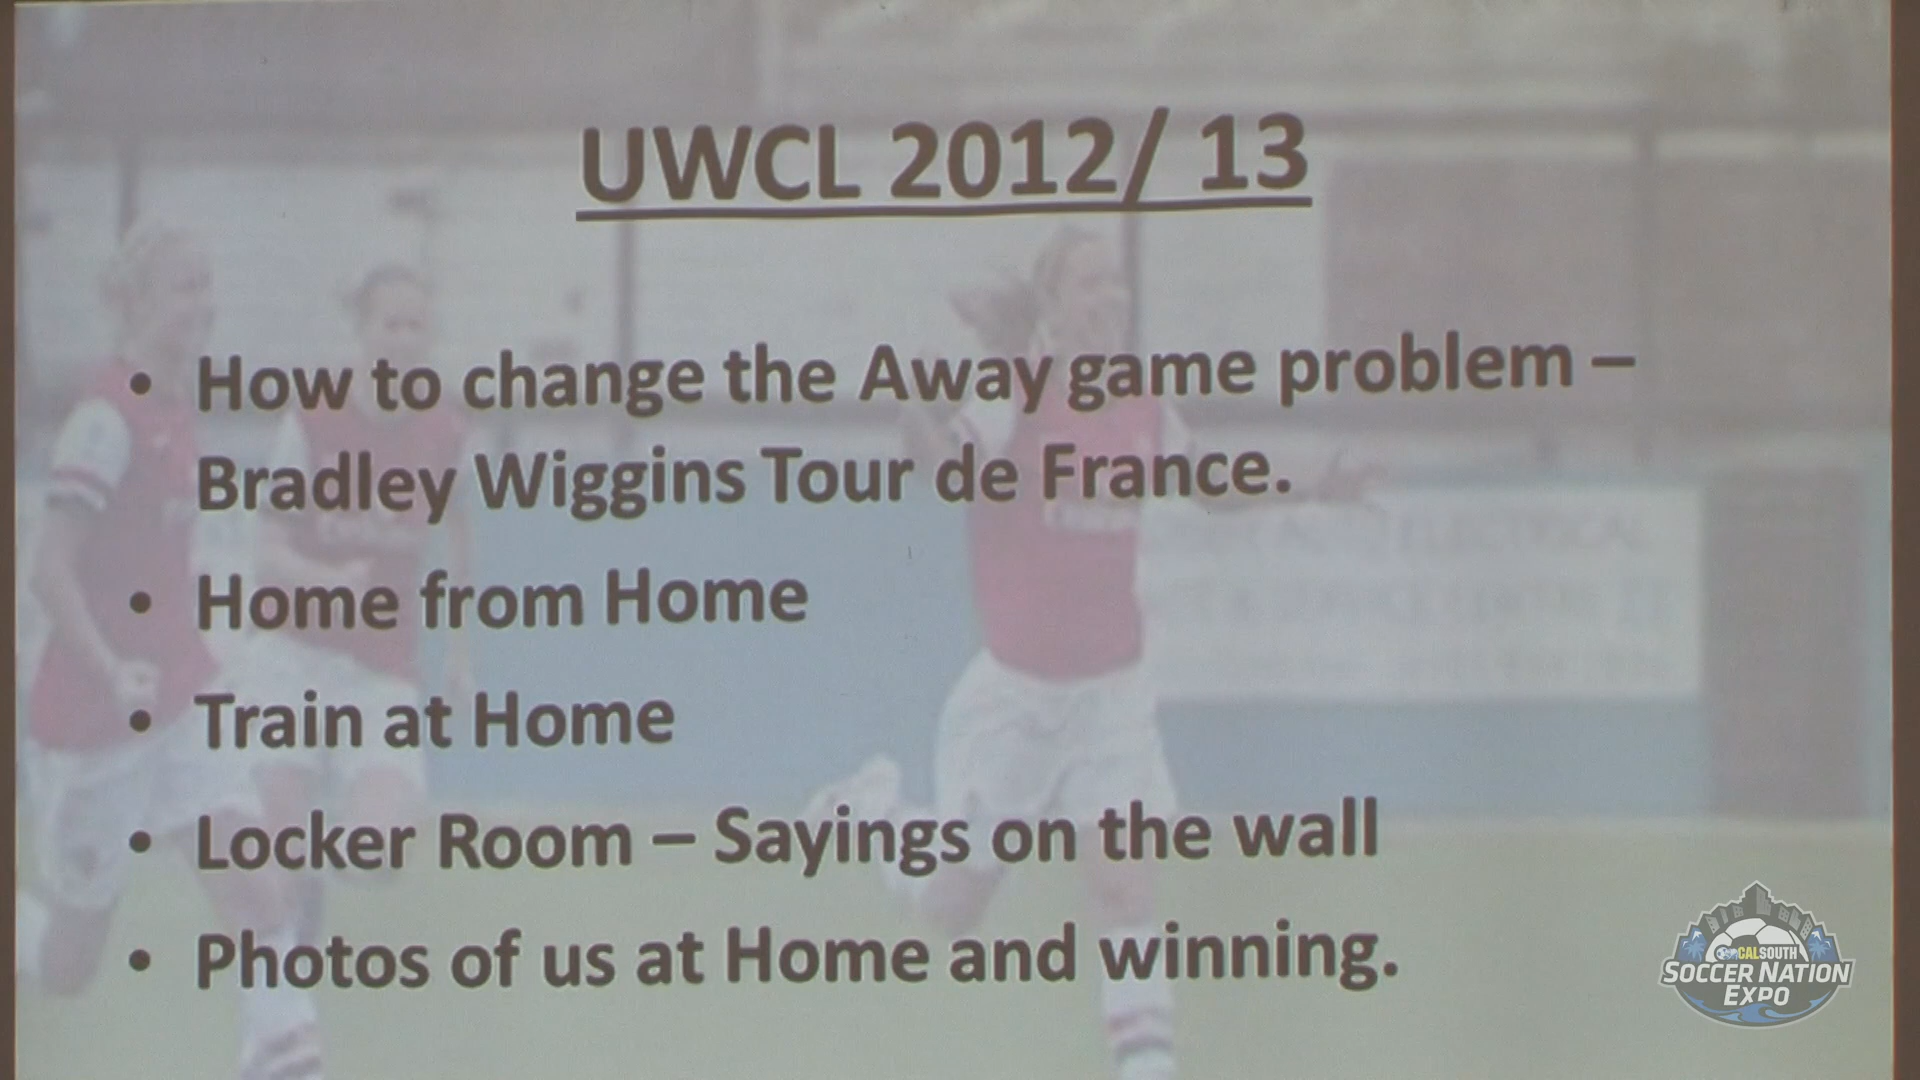 UWCL 2012/ 13
• How to change the Away game problem –
Bradley Wiggins Tour de France.
• Home from Home
• Train at Home
• Locker Room – Sayings on the wall
• Photos of us at Home and winning.
CALSOUTH
SOCCER NATION
EXPO